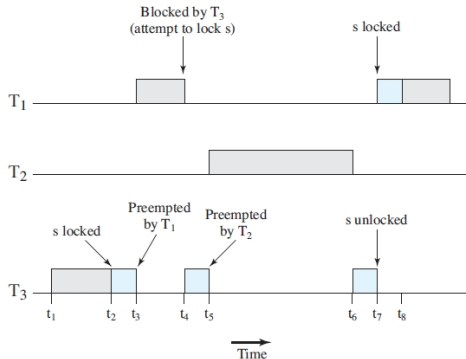 Blocked by T3
(attempt to lock s)
s locked
T1
T2
s locked
Preempted
by T1
Preempted
by T2
s unlocked
T3
t1 t2 t3 t4 t5 t6 t7 t8
Time